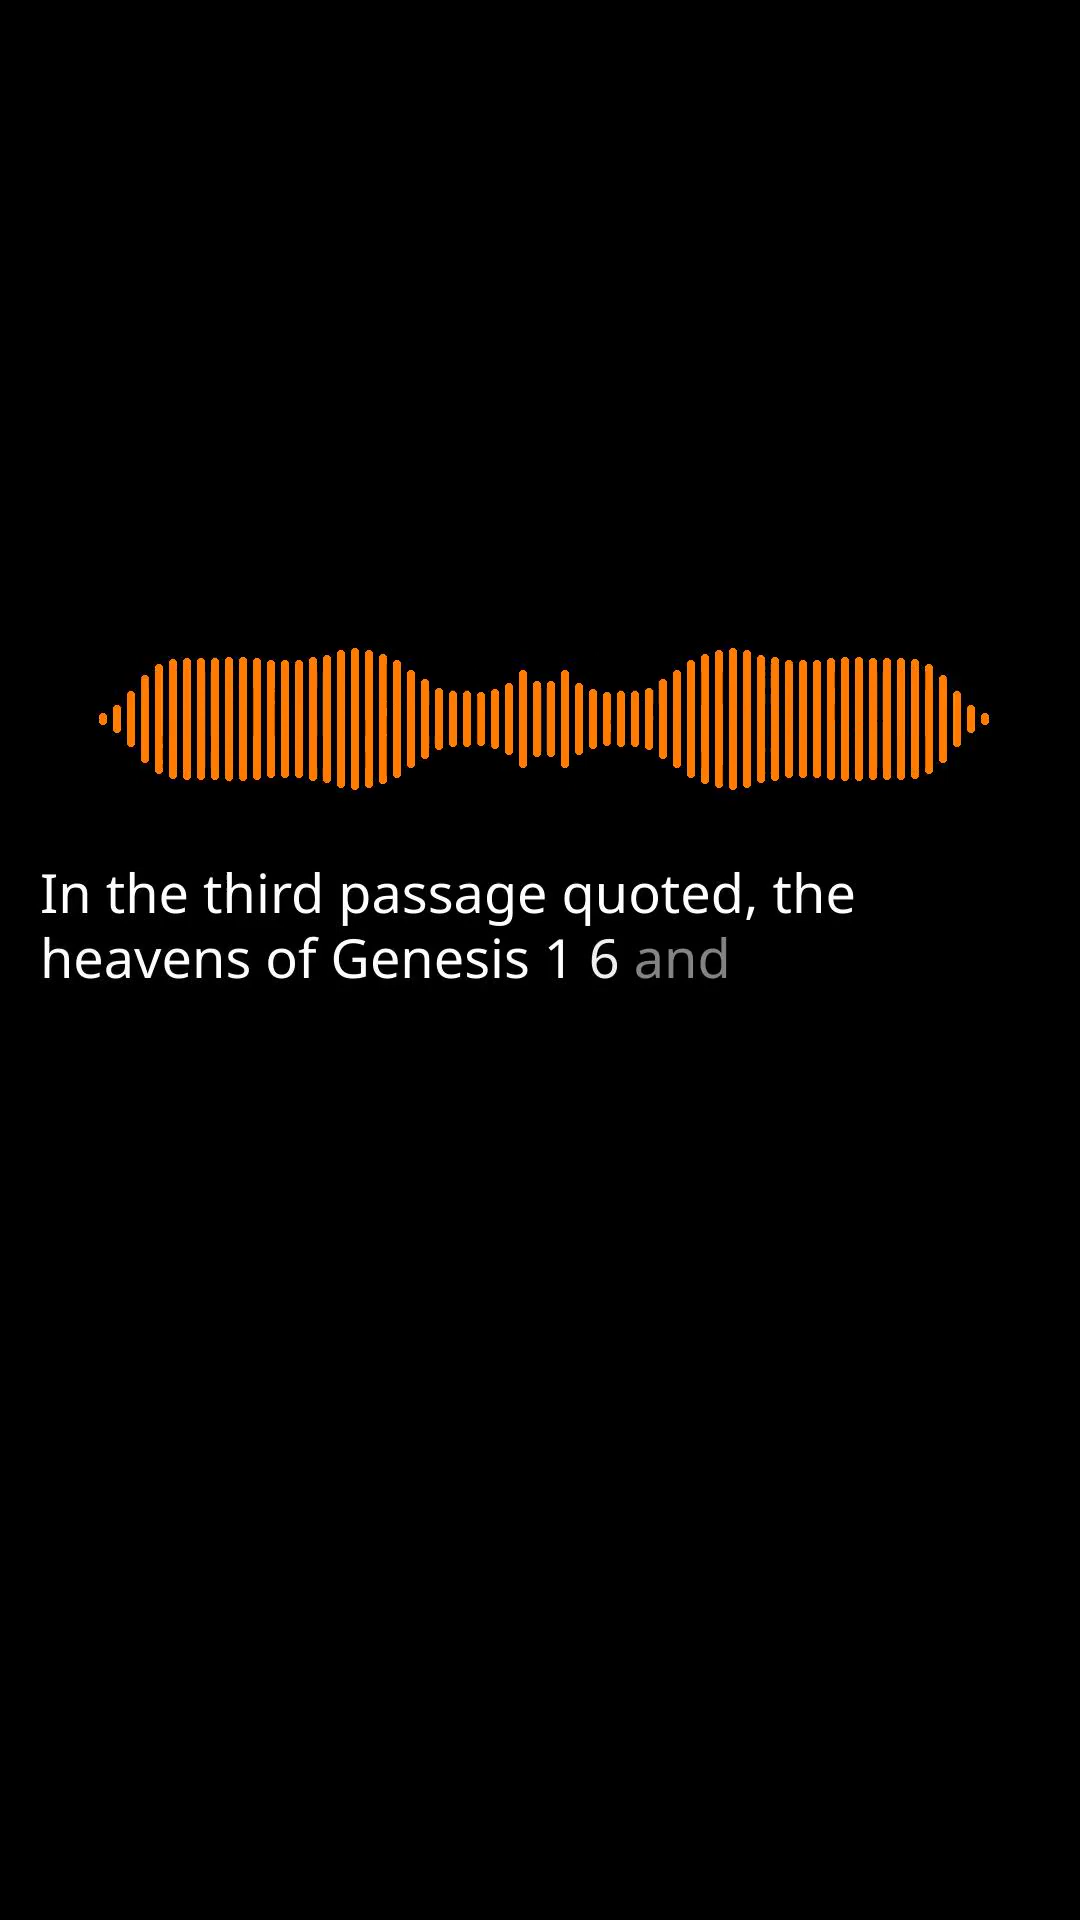 In the third passage quoted, the
heavens of Genesis 1 6 and